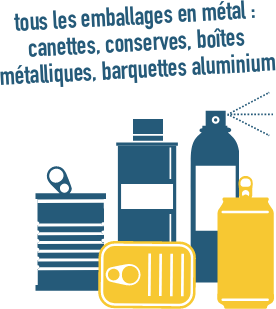 tous les emballages en métal :
canettes, conserves, boîtes
métalliques, barquettes aluminium